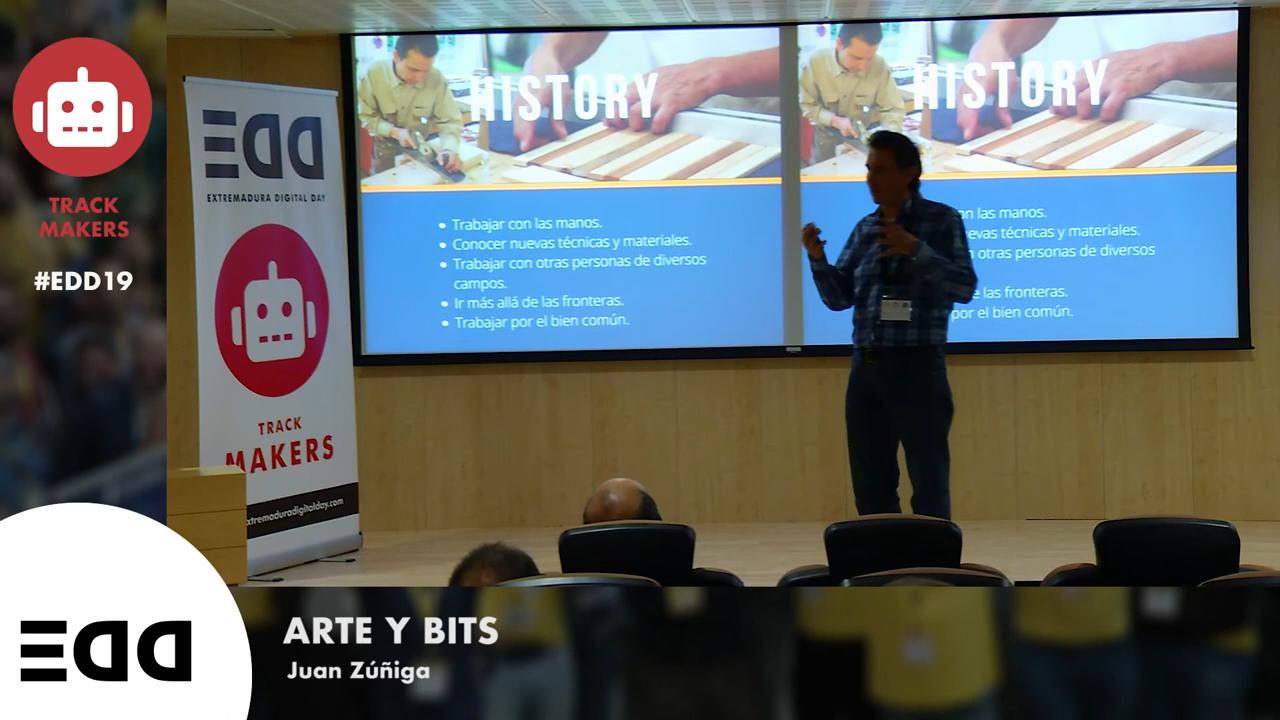 TRACK
MAKERS
#EDD19
EDD
EXTREMADURA DIGITAL DAY
TRACK
MAKERS
extremaduradigitalday.com
HISTORY
Trabajar con las manos.
Conocer nuevas técnicas y materiales.
Trabajar con otras personas de diversos
campos.
Ir más allá de las fronteras.
Trabajar por el bien común.
HISTORY
con las manos.
nuevas técnicas y materiales.
otras personas de diversos
de las fronteras.
por el bien común.
EDD
ARTE Y BITS
Juan Zúñiga